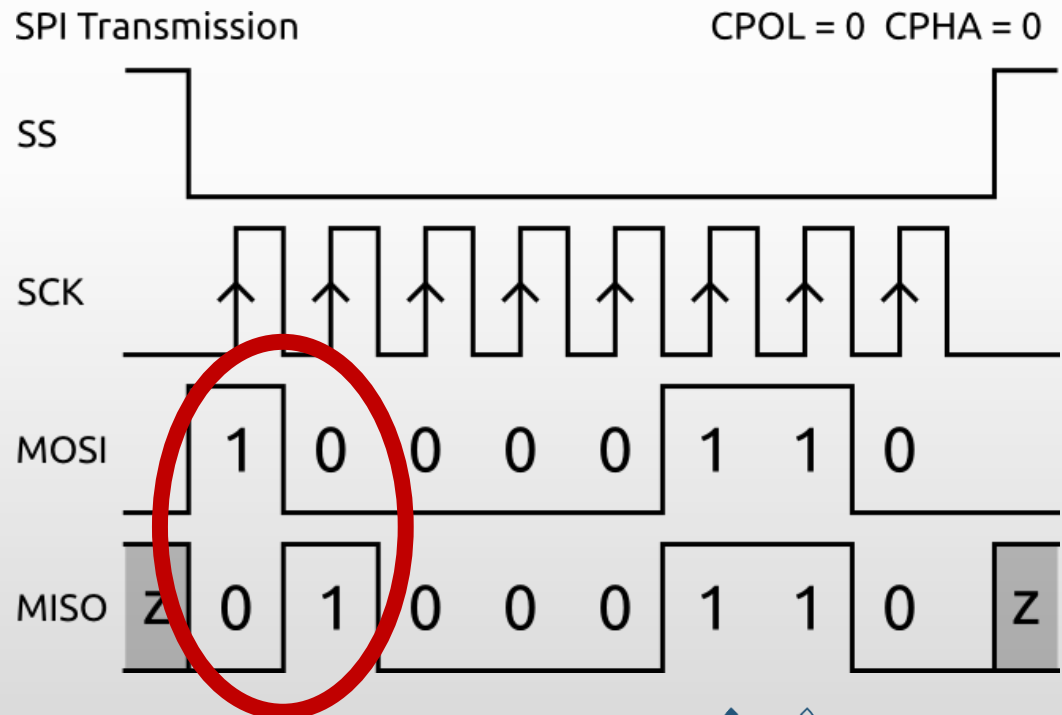 SPI Transmission CPOL = 0 CPHA = 0
SS
SCK
MOSI 1 0 0 0 0 1 1 0
MISO Z 0 1 0 0 0 1 1 0 Z